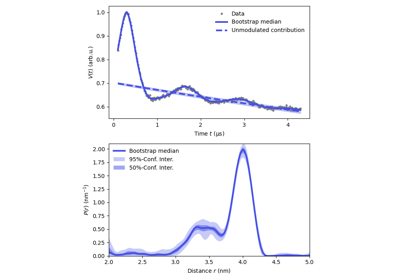 1.0
0.9
0.8
0.7
0.6
V(t) (arb.u.)
Data
Bootstrap median
Unmodulated contribution
0 1 2 3 4
Time t (μs)
2.00
1.75
1.50
1.25
1.00
0.75
0.50
0.25
0.00
P(r) (nm⁻¹)
Bootstrap median
95%-Conf. Inter.
50%-Conf. Inter.
2.0 2.5 3.0 3.5 4.0 4.5 5.0
Distance r (nm)